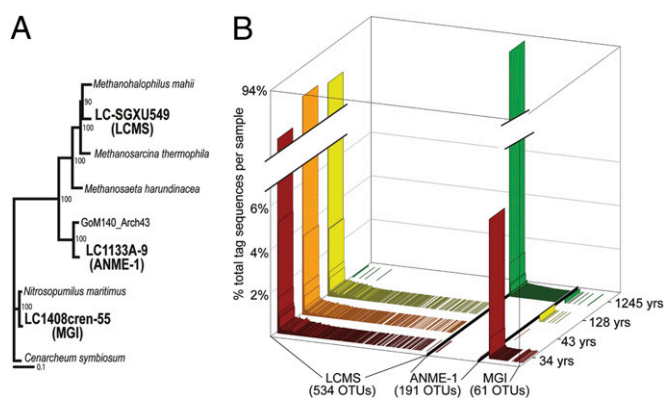 A
Methanohalophilus mahii
90
LC-SGXU549
(LCMS)
100
100
Methanosarcina thermophila
100
Methanosaeta harundinacea
GoM140_Arch43
100
LC1133A-9
(ANME-1)
Nitrosopumilus maritimus
100
LC1408cren-55
(MGI)
Cenarcheum symbiosum
0.1
B
94%
% total tag sequences per sample
6%
4%
2%
1245 yrs
128 yrs
43 yrs
34 yrs
LCMS
(534 OTUs)
ANME-1
(191 OTUs)
MGI
(61 OTUs)